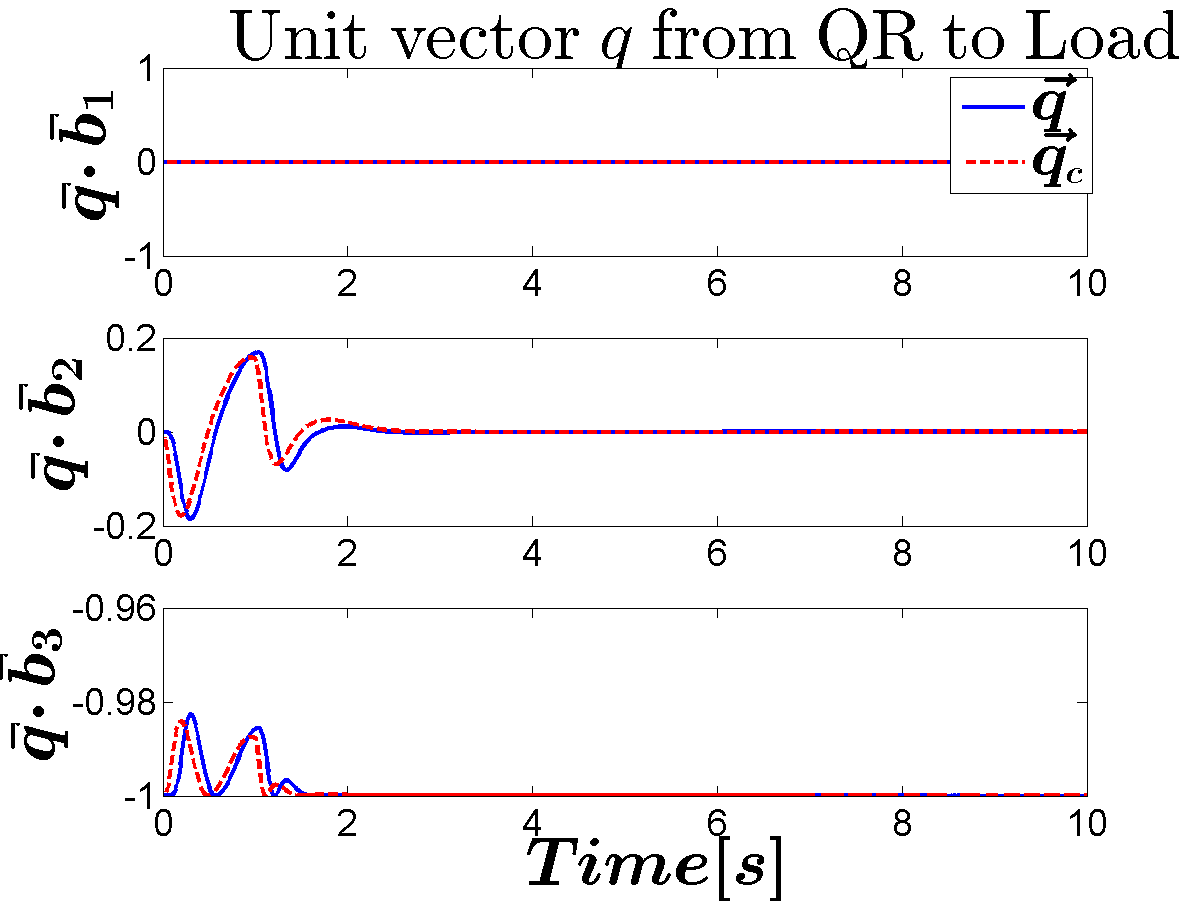 Unit vector q from QR to Load
1
0
-1
q̄ · b̄₁
q⃗
q⃗_c
0 2 4 6 8 10
0.2
0
-0.2
q̄ · b̄₂
0 2 4 6 8 10
-0.96
-0.98
-1
q̄ · b̄₃
0 2 4 6 8 10
Time[s]